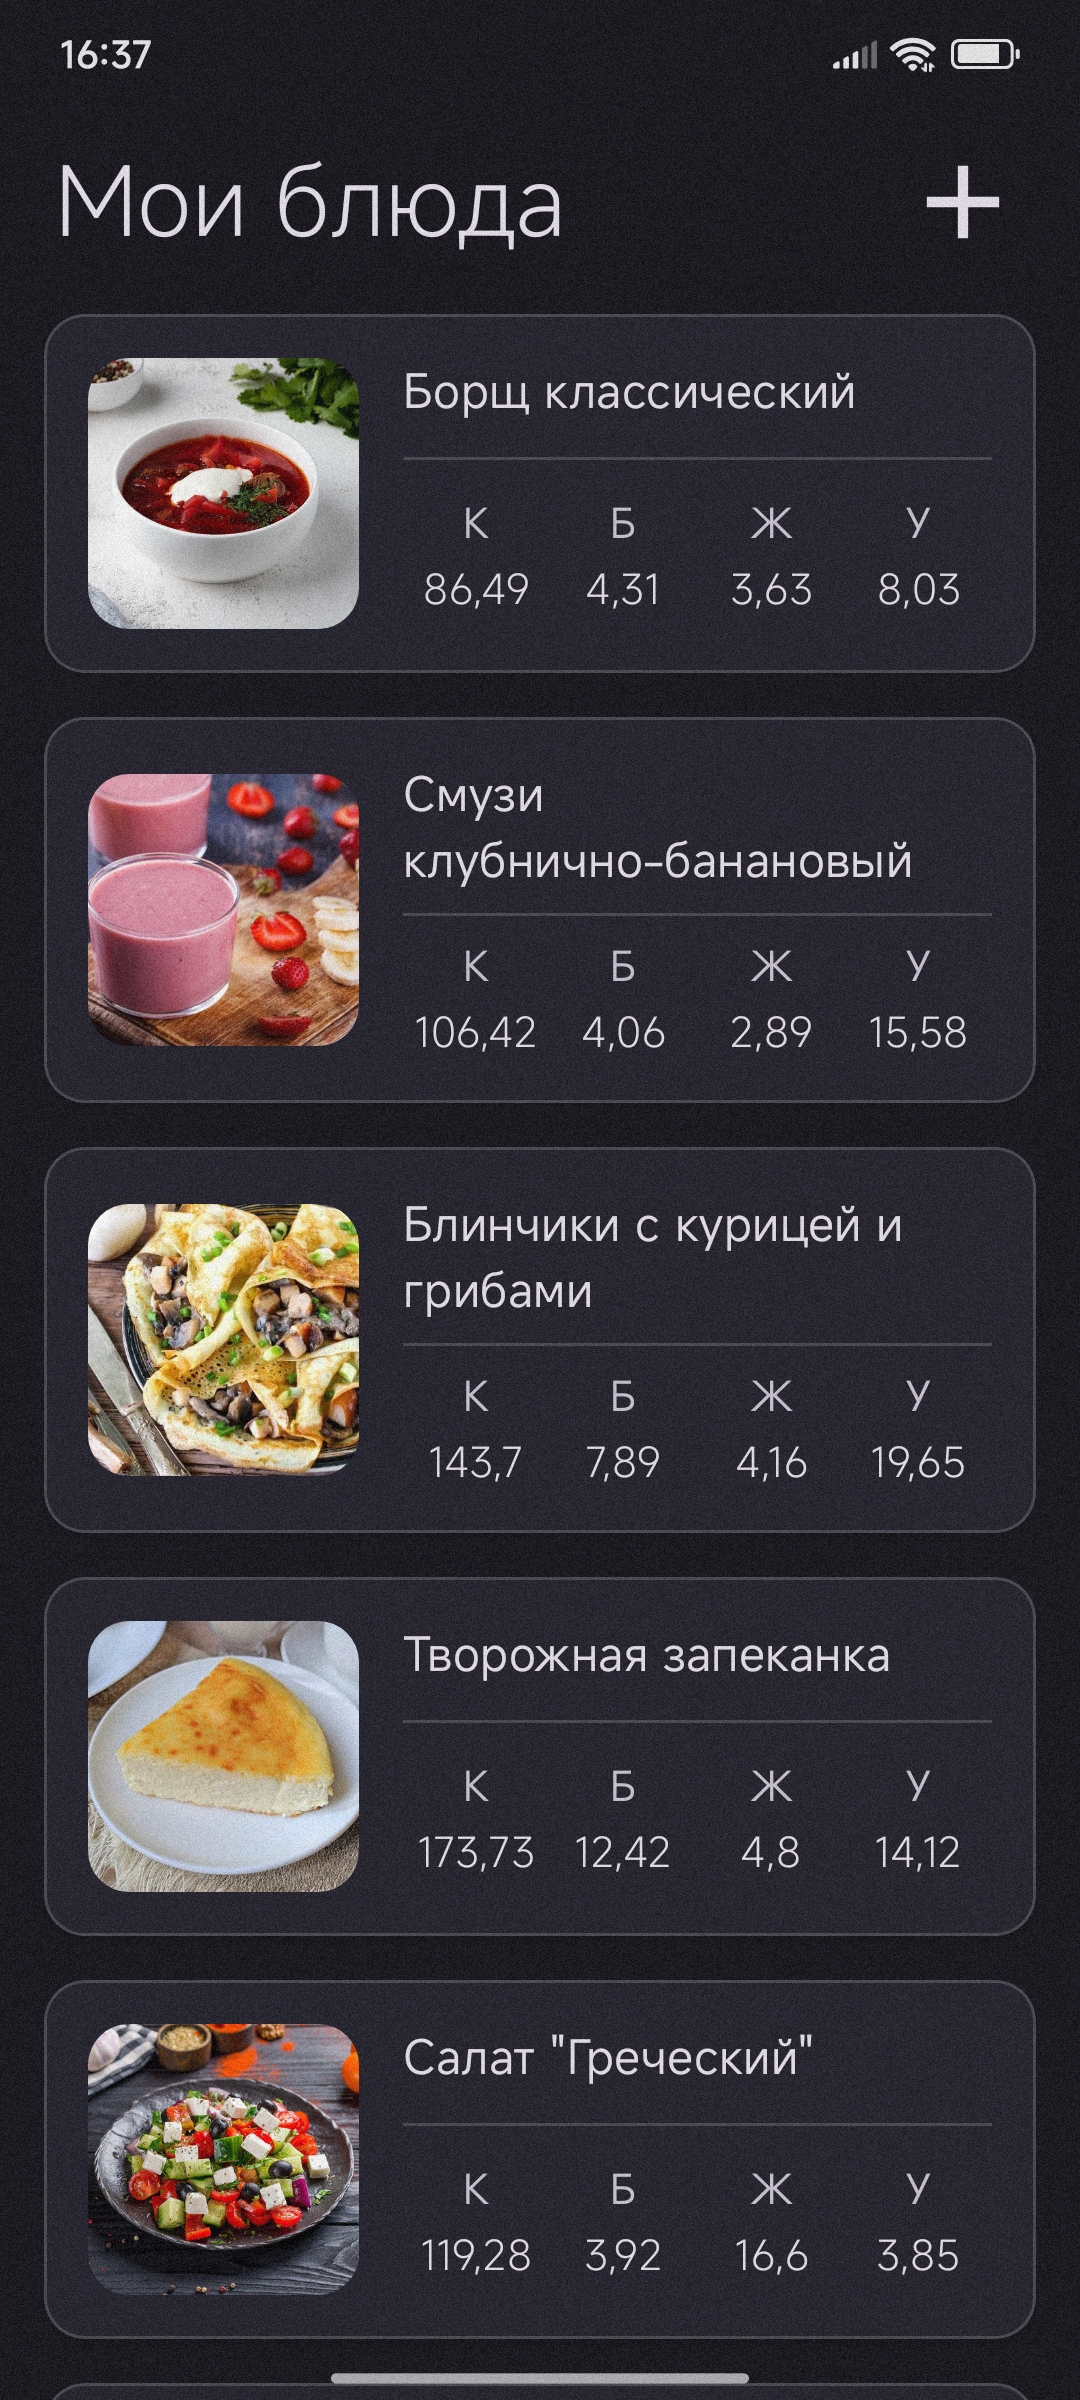 16:37
Мои блюда
Борщ классический
К Б Ж У
86,49 4,31 3,63 8,03
Смузи
клубнично-банановый
К Б Ж У
106,42 4,06 2,89 15,58
Блинчики с курицей и
грибами
К Б Ж У
143,7 7,89 4,16 19,65
Творожная запеканка
К Б Ж У
173,73 12,42 4,8 14,12
Салат "Греческий"
К Б Ж У
119,28 3,92 16,6 3,85